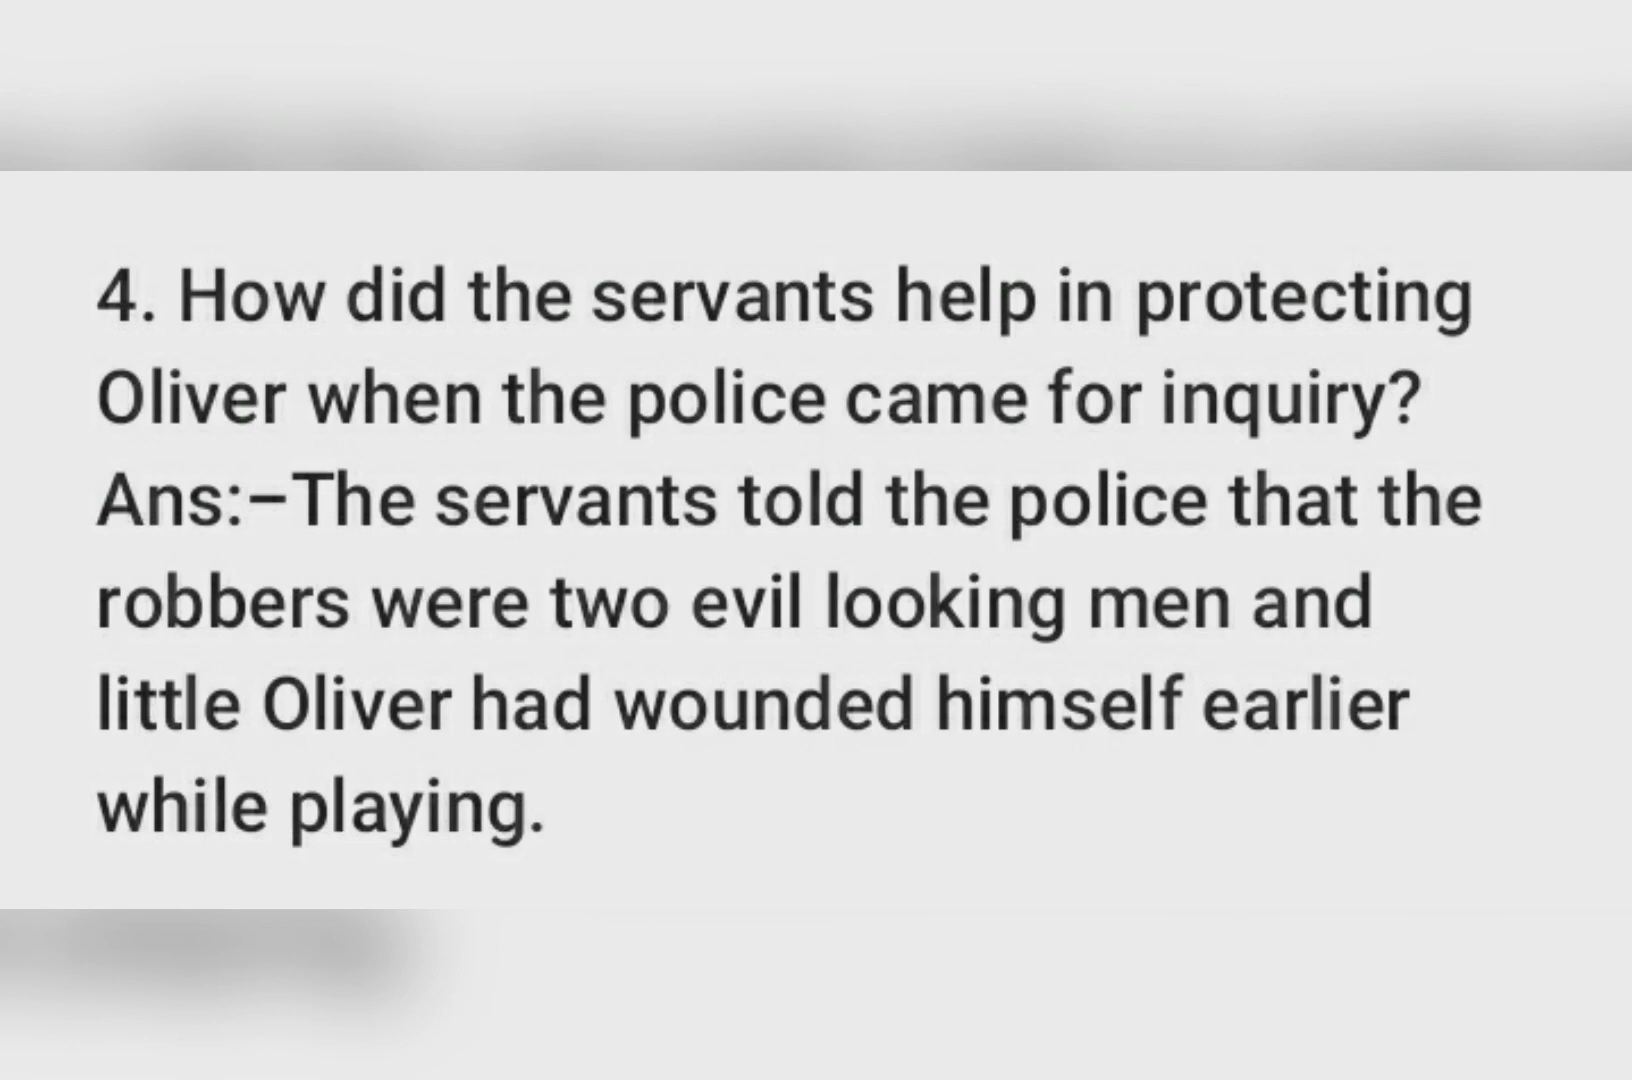 4. How did the servants help in protecting
Oliver when the police came for inquiry?
Ans:–The servants told the police that the
robbers were two evil looking men and
little Oliver had wounded himself earlier
while playing.